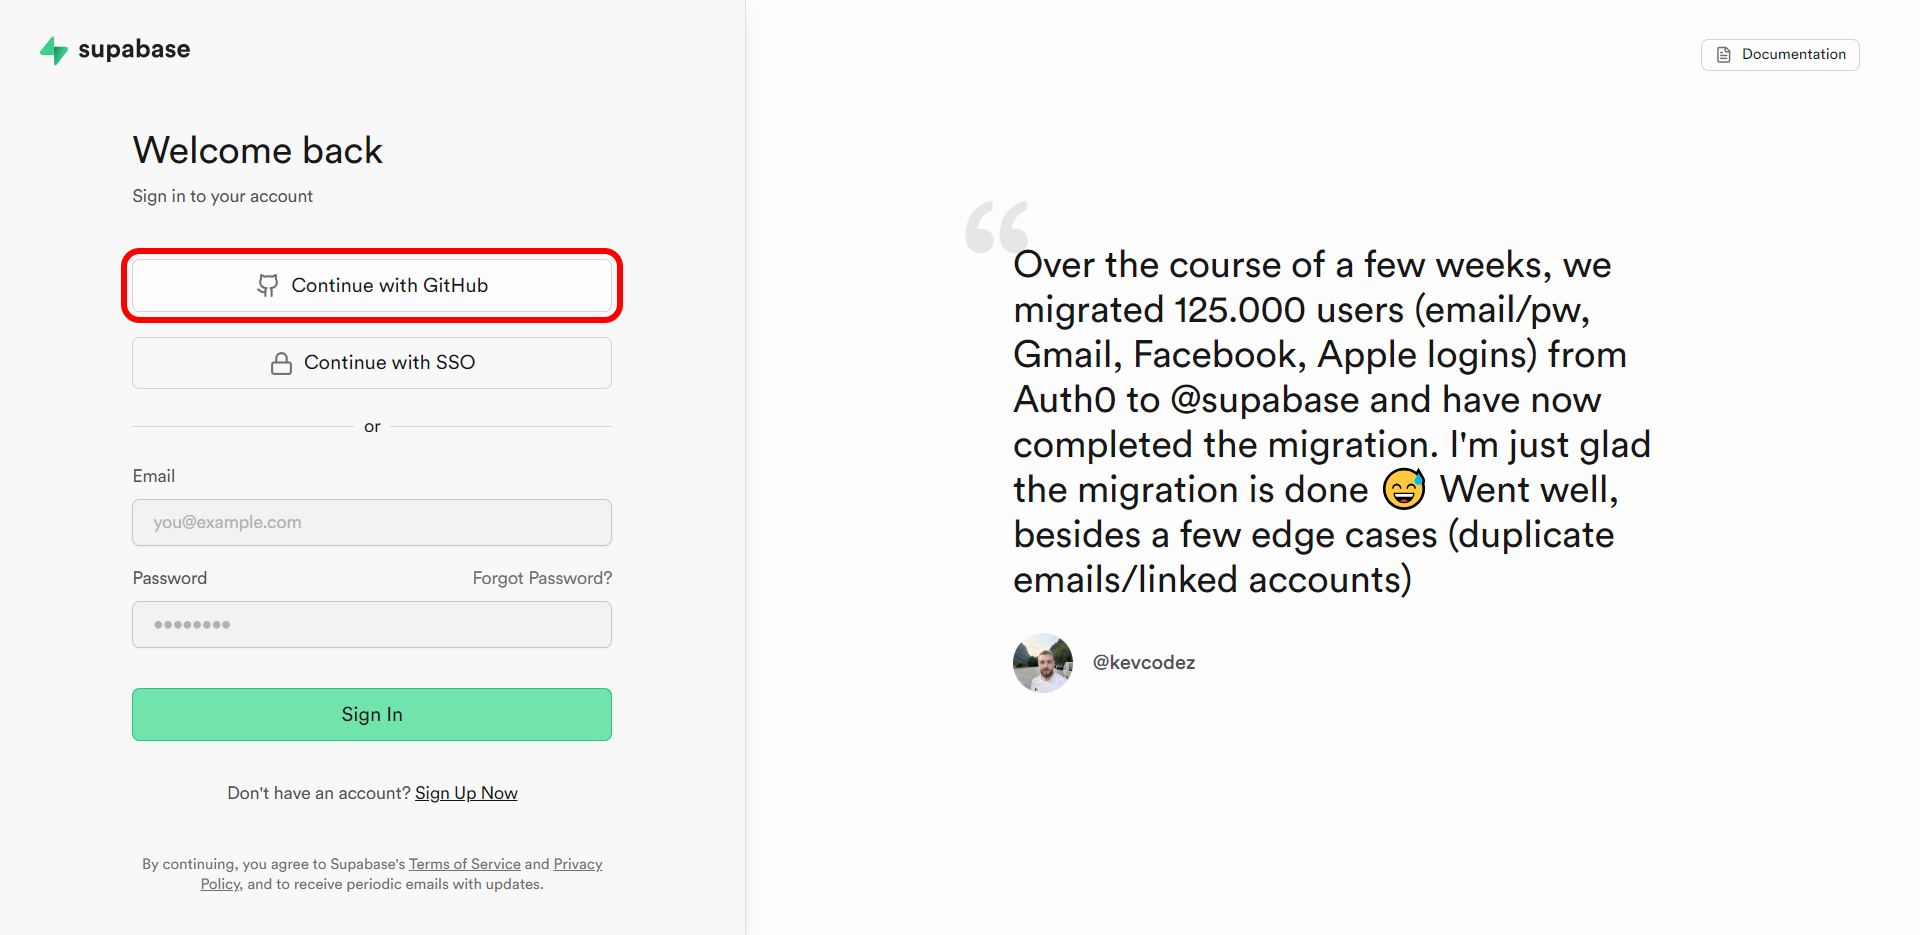 supabase
Documentation
Welcome back
Sign in to your account
Continue with GitHub
Continue with SSO
or
Email
you@example.com
Password
Forgot Password?
••••••••
Sign In
Don't have an account? Sign Up Now
By continuing, you agree to Supabase's Terms of Service and Privacy
Policy, and to receive periodic emails with updates.
“
Over the course of a few weeks, we
migrated 125.000 users (email/pw,
Gmail, Facebook, Apple logins) from
Auth0 to @supabase and have now
completed the migration. I'm just glad
the migration is done 😅 Went well,
besides a few edge cases (duplicate
emails/linked accounts)
@kevcodez